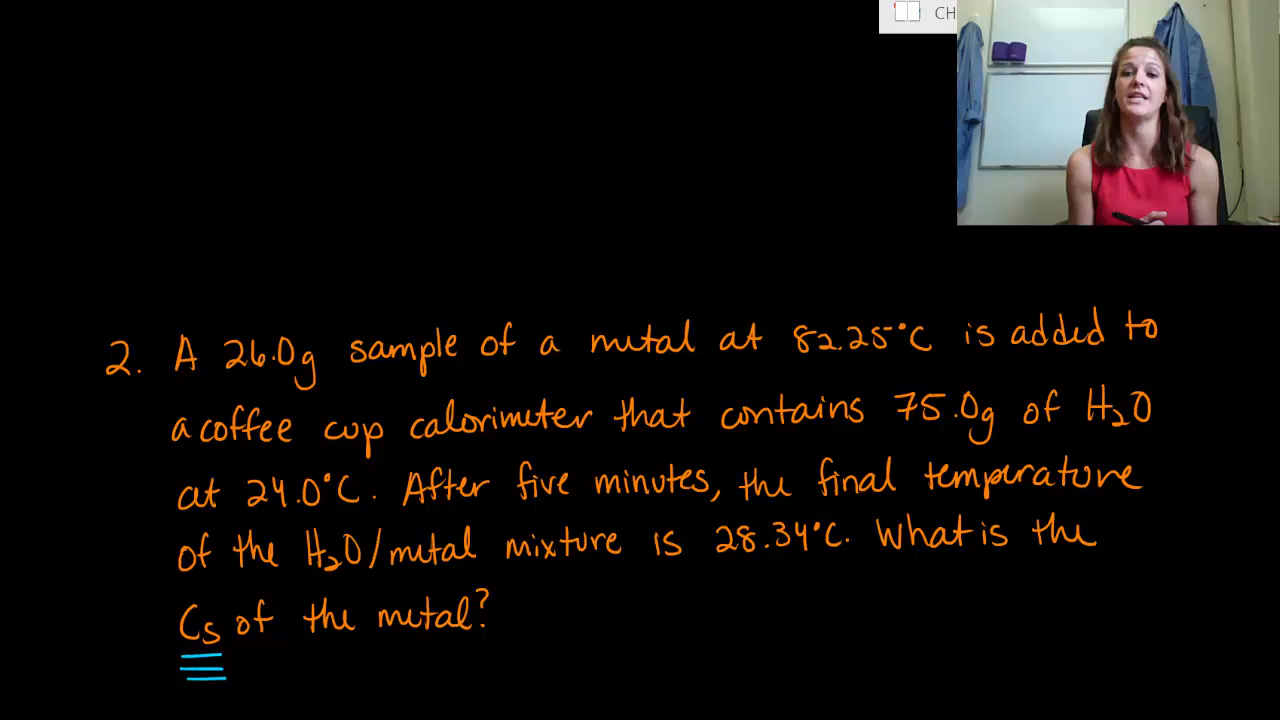 CH
2. A 26.0g sample of a metal at 82.25°C is added to
a coffee cup calorimeter that contains 75.0g of H₂O
at 24.0°C. After five minutes, the final temperature
of the H₂O/metal mixture is 28.34°C. What is the
Cs of the metal?